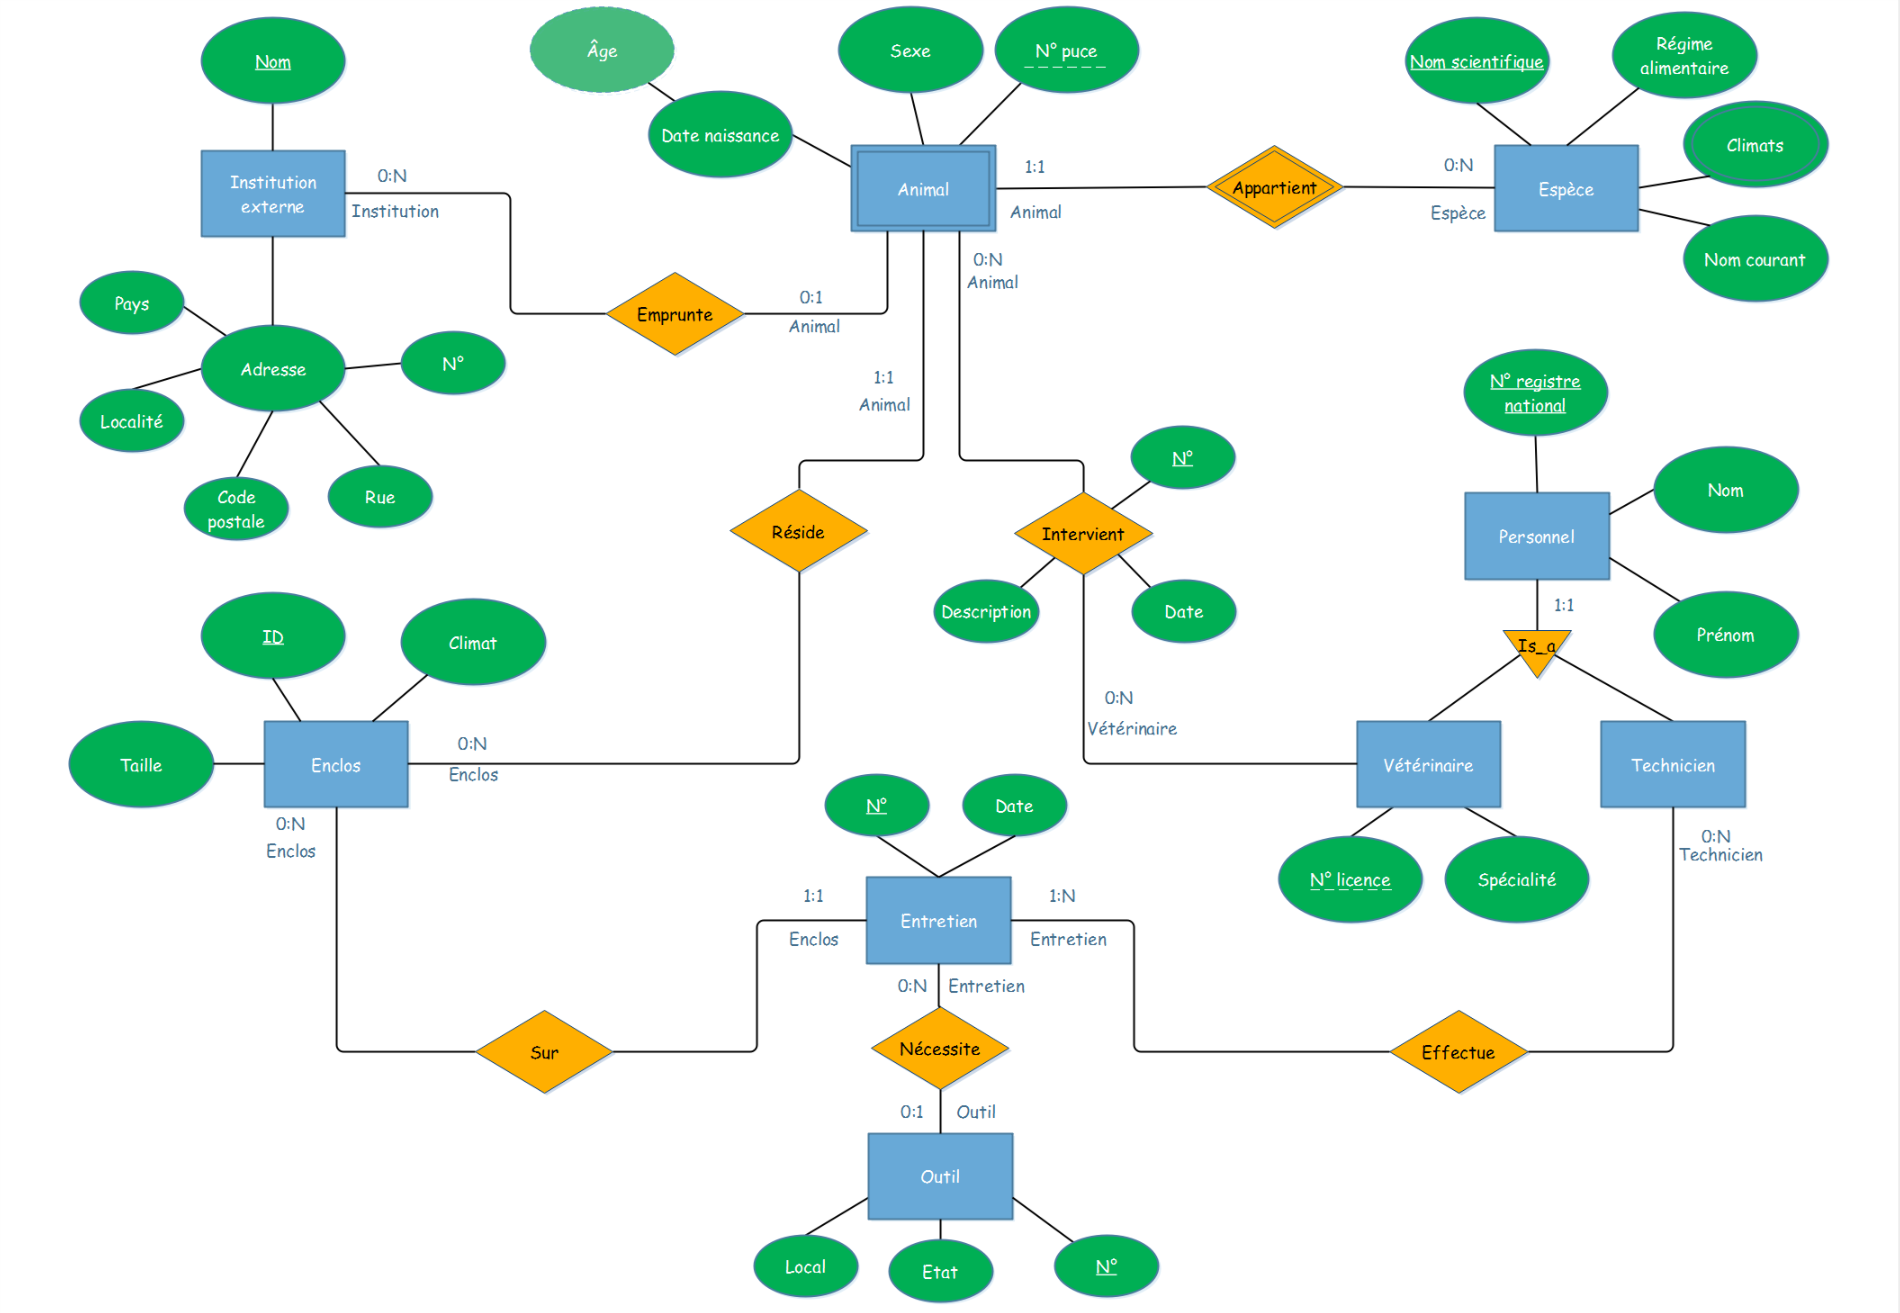 Nom
Âge
Sexe
N° puce
Nom scientifique
Régime
alimentaire
Date naissance
Climats
Institution
externe
0:N
Institution
Animal
1:1
Animal
Appartient
0:N
Espèce
Espèce
Nom courant
0:N
Animal
Emprunte
0:1
Animal
Pays
Adresse
N°
Localité
Code
postale
Rue
1:1
Animal
N° registre
national
N°
Nom
Réside
Intervient
Personnel
Description
Date
1:1
Is_a
Prénom
ID
Climat
0:N
Vétérinaire
Taille
Enclos
0:N
Enclos
Vétérinaire
Technicien
N°
Date
0:N
Enclos
0:N
Technicien
N° licence
Spécialité
1:1
Enclos
Entretien
1:N
Entretien
0:N
Entretien
Sur
Nécessite
Effectue
0:1
Outil
Outil
Local
Etat
N°